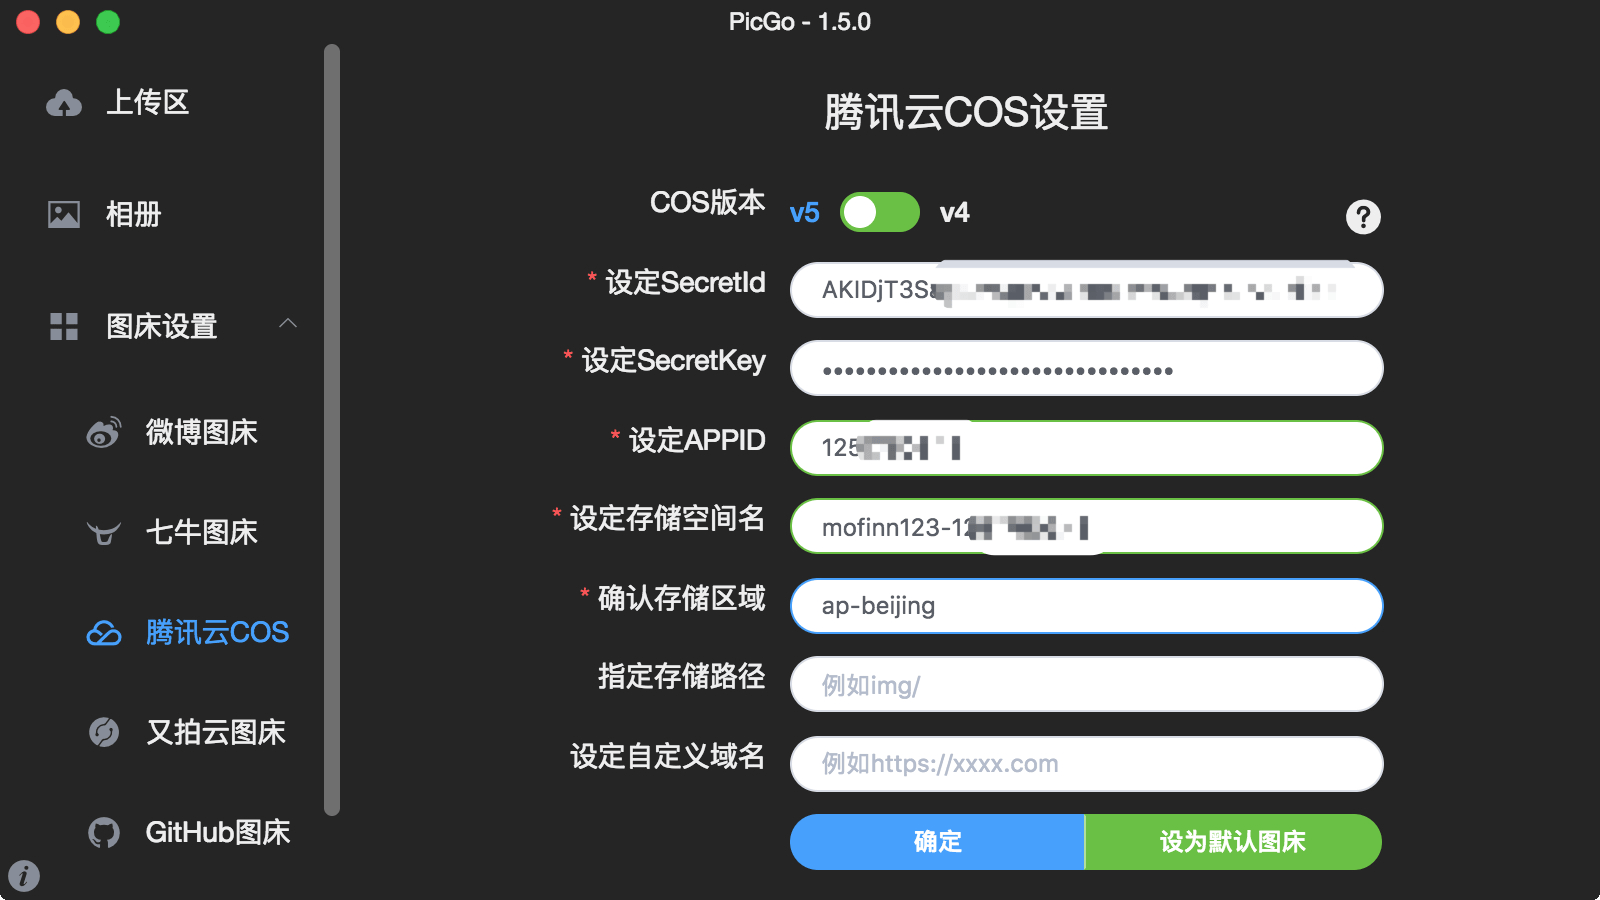 PicGo - 1.5.0
上传区
相册
图床设置
微博图床
七牛图床
腾讯云COS
又拍云图床
GitHub图床
腾讯云COS设置
COS版本 v5 v4 ?
* 设定SecretId AKIDjT3S
* 设定SecretKey ••••••••••••••••••••••••••••••••
* 设定APPID 125
* 设定存储空间名 mofinn123-12
* 确认存储区域 ap-beijing
指定存储路径 例如img/
设定自定义域名 例如https://xxxx.com
确定 设为默认图床